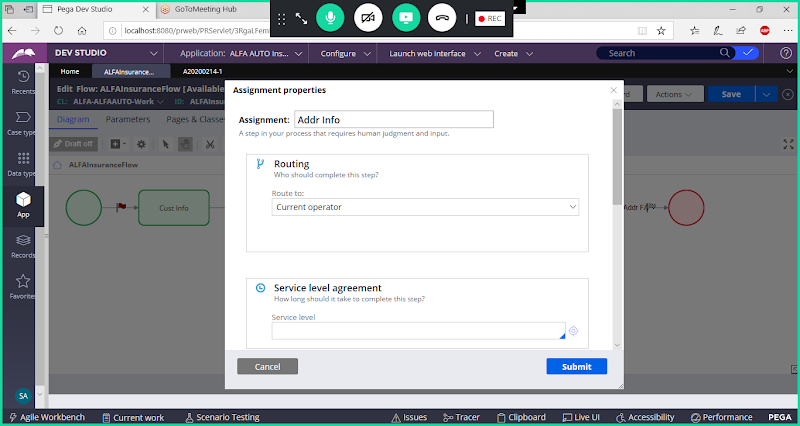 Pega Dev Studio
GoToMeeting Hub
REC
localhost:8080/prweb/PRServlet/3RgaLFem
DEV STUDIO
Application: ALFA AUTO Ins...
Configure
Launch web interface
Create
Search
Home
ALFAInsurance...
A20200214-1
Recents
Case type
Data type
App
Records
Favorites
SA
Edit Flow: ALFAInsuranceFlow [Available
CL: ALFA-ALFAAUTO-Work
ID: ALFAIns
Actions
Save
Diagram
Parameters
Pages & Classes
Draft off
ALFAInsuranceFlow
Cust Info
Assignment properties
Assignment: Addr Info
A step in your process that requires human judgment and input.
Routing
Who should complete this step?
Route to:
Current operator
Service level agreement
How long should it take to complete this step?
Service level
Cancel
Submit
Agile Workbench
Current work
Scenario Testing
Issues
Tracer
Clipboard
Live UI
Accessibility
Performance
PEGA